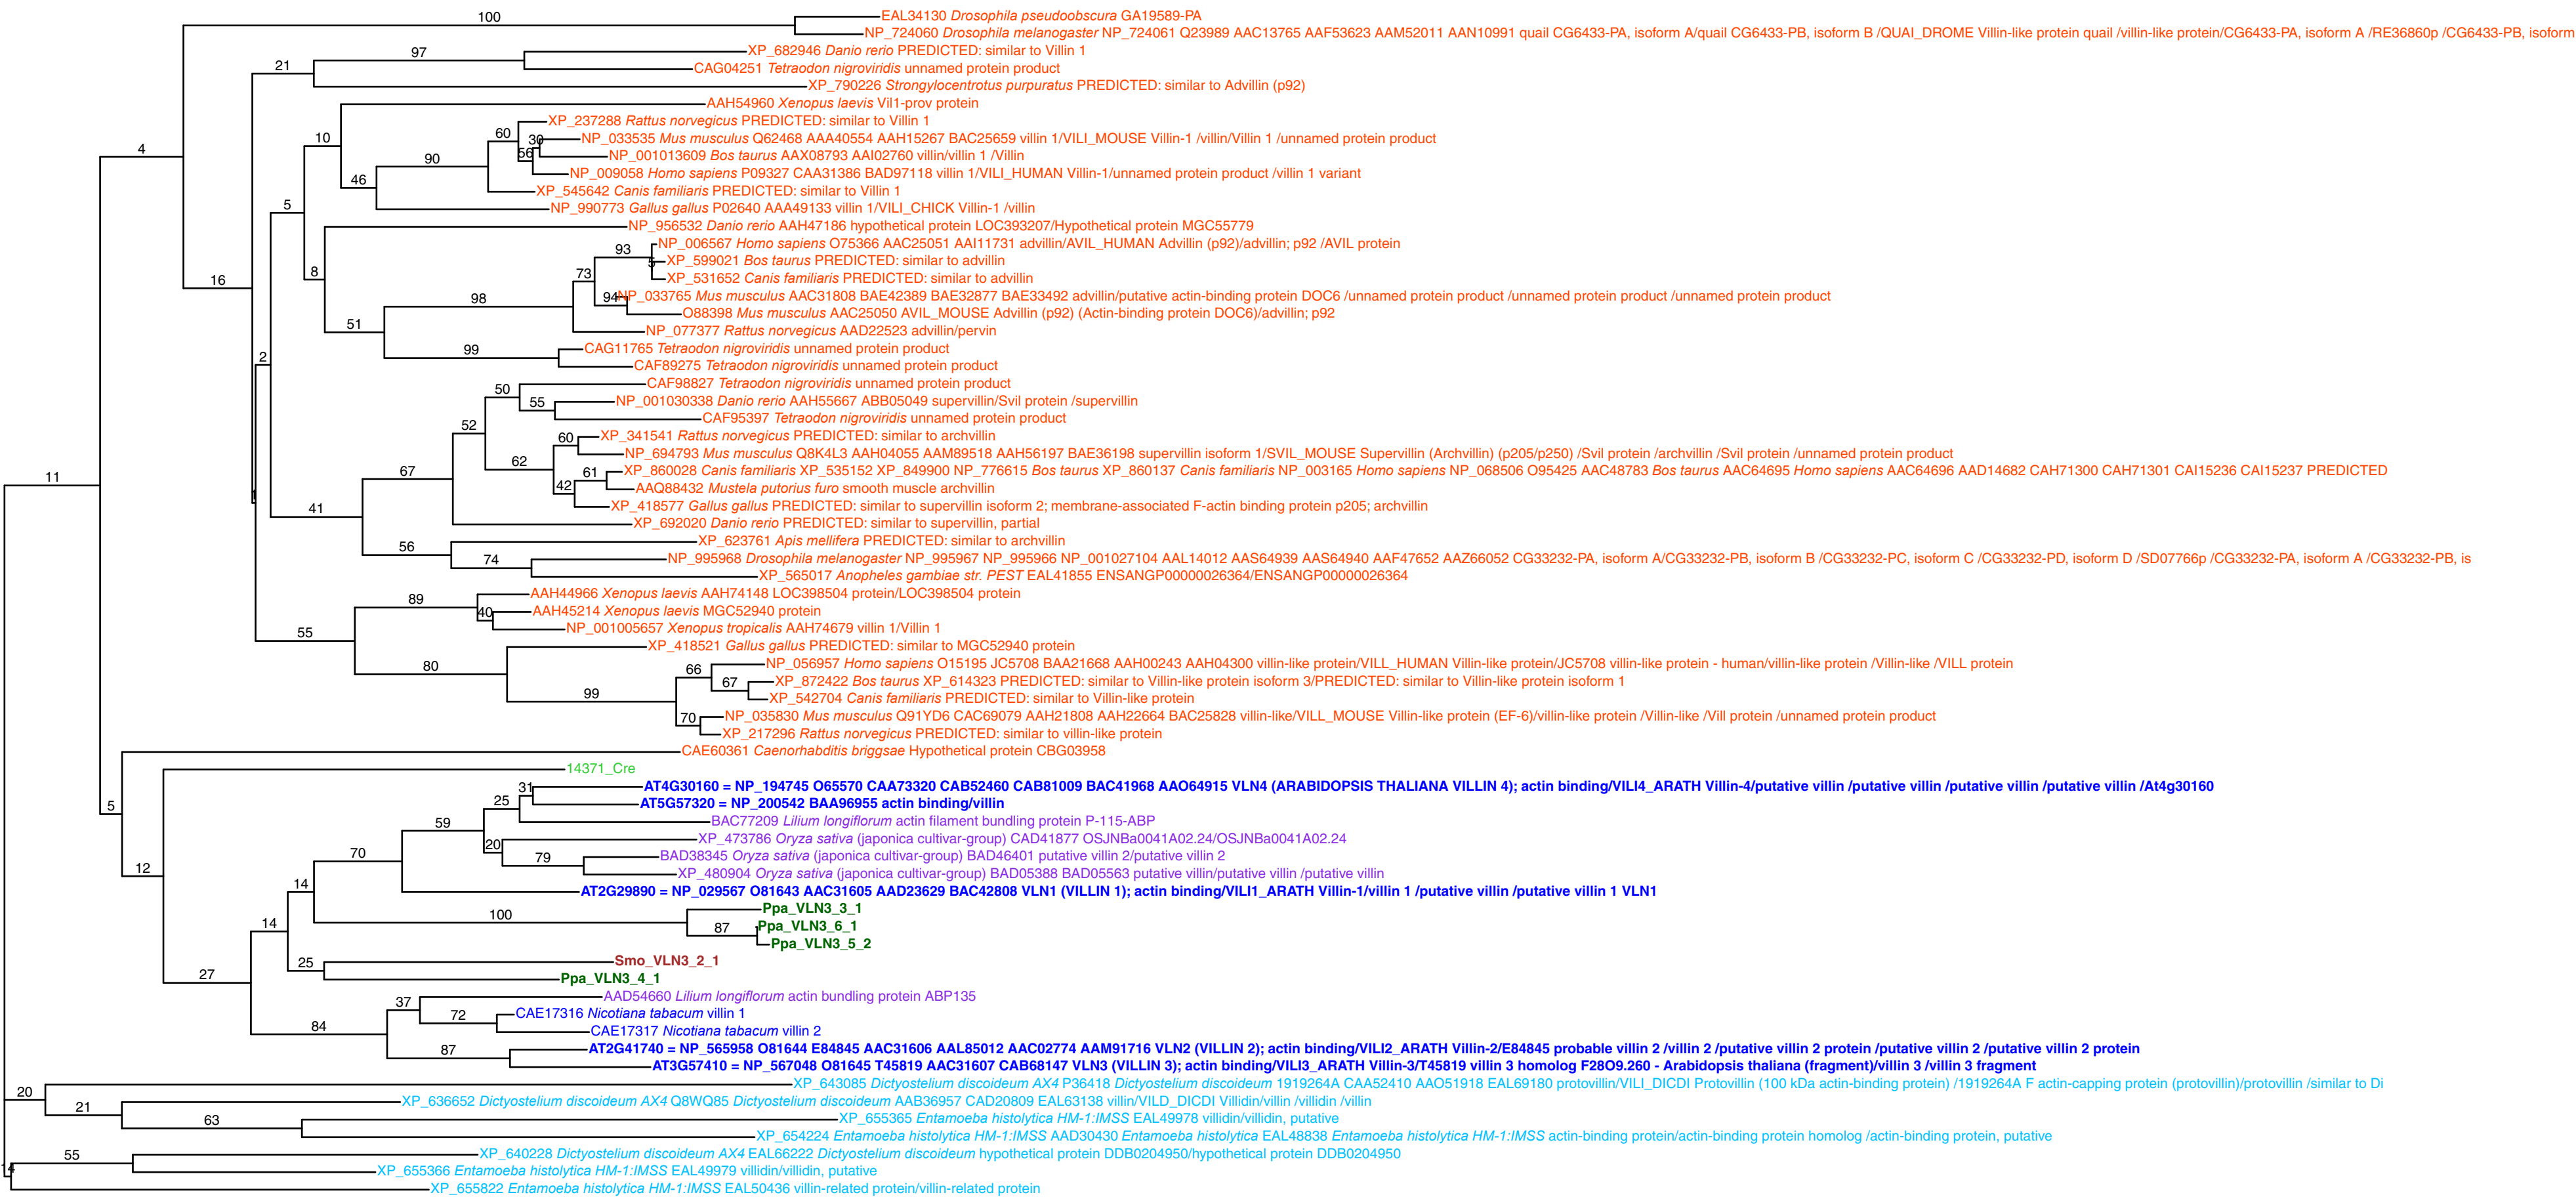 100
EAL34130 Drosophila pseudoobscura GA19589-PA
NP_724060 Drosophila melanogaster NP_724061 Q23989 AAC13765 AAF53623 AAM52011 AAN10991 quail CG6433-PA, isoform A/quail CG6433-PB, isoform B /QUAI_DROME Villin-like protein quail /villin-like protein/CG6433-PA, isoform A /RE36860p /CG6433-PB, isoform
97
XP_682946 Danio rerio PREDICTED: similar to Villin 1
21
CAG04251 Tetraodon nigroviridis unnamed protein product
XP_790226 Strongylocentrotus purpuratus PREDICTED: similar to Advillin (p92)
AAH54960 Xenopus laevis Vil1-prov protein
XP_237288 Rattus norvegicus PREDICTED: similar to Villin 1
10
60
30
NP_033535 Mus musculus Q62468 AAA40554 AAH15267 BAC25659 villin 1/VILI_MOUSE Villin-1 /villin/Villin 1 /unnamed protein product
4
56
NP_001013609 Bos taurus AAX08793 AAI02760 villin/villin 1 /Villin
90
NP_009058 Homo sapiens P09327 CAA31386 BAD97118 villin 1/VILI_HUMAN Villin-1/unnamed protein product /villin 1 variant
46
XP_545642 Canis familiaris PREDICTED: similar to Villin 1
5
NP_990773 Gallus gallus P02640 AAA49133 villin 1/VILI_CHICK Villin-1 /villin
NP_956532 Danio rerio AAH47186 hypothetical protein LOC393207/Hypothetical protein MGC55779
93
NP_006567 Homo sapiens O75366 AAC25051 AAI11731 advillin/AVIL_HUMAN Advillin (p92)/advillin; p92 /AVIL protein
5
XP_599021 Bos taurus PREDICTED: similar to advillin
8
73
XP_531652 Canis familiaris PREDICTED: similar to advillin
16
98
94
NP_033765 Mus musculus AAC31808 BAE42389 BAE32877 BAE33492 advillin/putative actin-binding protein DOC6 /unnamed protein product /unnamed protein product /unnamed protein product
O88398 Mus musculus AAC25050 AVIL_MOUSE Advillin (p92) (Actin-binding protein DOC6)/advillin; p92
51
NP_077377 Rattus norvegicus AAD22523 advillin/pervin
99
CAG11765 Tetraodon nigroviridis unnamed protein product
2
CAF89275 Tetraodon nigroviridis unnamed protein product
50
CAF98827 Tetraodon nigroviridis unnamed protein product
55
NP_001030338 Danio rerio AAH55667 ABB05049 supervillin/Svil protein /supervillin
CAF95397 Tetraodon nigroviridis unnamed protein product
52
60
XP_341541 Rattus norvegicus PREDICTED: similar to archvillin
NP_694793 Mus musculus Q8K4L3 AAH04055 AAM89518 AAH56197 BAE36198 supervillin isoform 1/SVIL_MOUSE Supervillin (Archvillin) (p205/p250) /Svil protein /archvillin /Svil protein /unnamed protein product
67
62
61
XP_860028 Canis familiaris XP_535152 XP_849900 NP_776615 Bos taurus XP_860137 Canis familiaris NP_003165 Homo sapiens NP_068506 O95425 AAC48783 Bos taurus AAC64695 Homo sapiens AAC64696 AAD14682 CAH71300 CAH71301 CAI15236 CAI15237 PREDICTED
11
42
AAQ88432 Mustela putorius furo smooth muscle archvillin
41
XP_418577 Gallus gallus PREDICTED: similar to supervillin isoform 2; membrane-associated F-actin binding protein p205; archvillin
XP_692020 Danio rerio PREDICTED: similar to supervillin, partial
56
XP_623761 Apis mellifera PREDICTED: similar to archvillin
74
NP_995968 Drosophila melanogaster NP_995967 NP_995966 NP_001027104 AAL14012 AAS64939 AAS64940 AAF47652 AAZ66052 CG33232-PA, isoform A/CG33232-PB, isoform B /CG33232-PC, isoform C /CG33232-PD, isoform D /SD07766p /CG33232-PA, isoform A /CG33232-PB, is
XP_565017 Anopheles gambiae str. PEST EAL41855 ENSANGP00000026364/ENSANGP00000026364
89
AAH44966 Xenopus laevis AAH74148 LOC398504 protein/LOC398504 protein
40
AAH45214 Xenopus laevis MGC52940 protein
55
NP_001005657 Xenopus tropicalis AAH74679 villin 1/Villin 1
XP_418521 Gallus gallus PREDICTED: similar to MGC52940 protein
80
66
NP_056957 Homo sapiens O15195 JC5708 BAA21668 AAH00243 AAH04300 villin-like protein/VILL_HUMAN Villin-like protein/JC5708 villin-like protein - human/villin-like protein /Villin-like /VILL protein
67
XP_872422 Bos taurus XP_614323 PREDICTED: similar to Villin-like protein isoform 3/PREDICTED: similar to Villin-like protein isoform 1
99
XP_542704 Canis familiaris PREDICTED: similar to Villin-like protein
70
NP_035830 Mus musculus Q91YD6 CAC69079 AAH21808 AAH22664 BAC25828 villin-like/VILL_MOUSE Villin-like protein (EF-6)/villin-like protein /Villin-like /Vill protein /unnamed protein product
XP_217296 Rattus norvegicus PREDICTED: similar to villin-like protein
CAE60361 Caenorhabditis briggsae Hypothetical protein CBG03958
14371_Cre
5
31
AT4G30160 = NP_194745 O65570 CAA73320 CAB52460 CAB81009 BAC41968 AAO64915 VLN4 (ARABIDOPSIS THALIANA VILLIN 4); actin binding/VILI4_ARATH Villin-4/putative villin /putative villin /putative villin /putative villin /At4g30160
25
AT5G57320 = NP_200542 BAA96955 actin binding/villin
59
BAC77209 Lilium longiflorum actin filament bundling protein P-115-ABP
20
XP_473786 Oryza sativa (japonica cultivar-group) CAD41877 OSJNBa0041A02.24/OSJNBa0041A02.24
70
79
BAD38345 Oryza sativa (japonica cultivar-group) BAD46401 putative villin 2/putative villin 2
12
XP_480904 Oryza sativa (japonica cultivar-group) BAD05388 BAD05563 putative villin/putative villin /putative villin
14
AT2G29890 = NP_029567 O81643 AAC31605 AAD23629 BAC42808 VLN1 (VILLIN 1); actin binding/VILI1_ARATH Villin-1/villin 1 /putative villin /putative villin 1 VLN1
100
Ppa_VLN3_3_1
14
87
Ppa_VLN3_6_1
Ppa_VLN3_5_2
25
Smo_VLN3_2_1
27
Ppa_VLN3_4_1
37
AAD54660 Lilium longiflorum actin bundling protein ABP135
72
CAE17316 Nicotiana tabacum villin 1
84
CAE17317 Nicotiana tabacum villin 2
87
AT2G41740 = NP_565958 O81644 E84845 AAC31606 AAL85012 AAC02774 AAM91716 VLN2 (VILLIN 2); actin binding/VILI2_ARATH Villin-2/E84845 probable villin 2 /villin 2 /putative villin 2 protein /putative villin 2 /putative villin 2 protein
AT3G57410 = NP_567048 O81645 T45819 AAC31607 CAB68147 VLN3 (VILLIN 3); actin binding/VILI3_ARATH Villin-3/T45819 villin 3 homolog F28O9.260 - Arabidopsis thaliana (fragment)/villin 3 /villin 3 fragment
20
XP_643085 Dictyostelium discoideum AX4 P36418 Dictyostelium discoideum 1919264A CAA52410 AAO51918 EAL69180 protovillin/VILI_DICDI Protovillin (100 kDa actin-binding protein) /1919264A F actin-capping protein (protovillin)/protovillin /similar to Di
21
XP_636652 Dictyostelium discoideum AX4 Q8WQ85 Dictyostelium discoideum AAB36957 CAD20809 EAL63138 villin/VILD_DICDI Villidin/villin /villidin /villin
63
XP_655365 Entamoeba histolytica HM-1:IMSS EAL49978 villidin/villidin, putative
XP_654224 Entamoeba histolytica HM-1:IMSS AAD30430 Entamoeba histolytica EAL48838 Entamoeba histolytica HM-1:IMSS actin-binding protein/actin-binding protein homolog /actin-binding protein, putative
55
XP_640228 Dictyostelium discoideum AX4 EAL66222 Dictyostelium discoideum hypothetical protein DDB0204950/hypothetical protein DDB0204950
14
XP_655366 Entamoeba histolytica HM-1:IMSS EAL49979 villidin/villidin, putative
XP_655822 Entamoeba histolytica HM-1:IMSS EAL50436 villin-related protein/villin-related protein